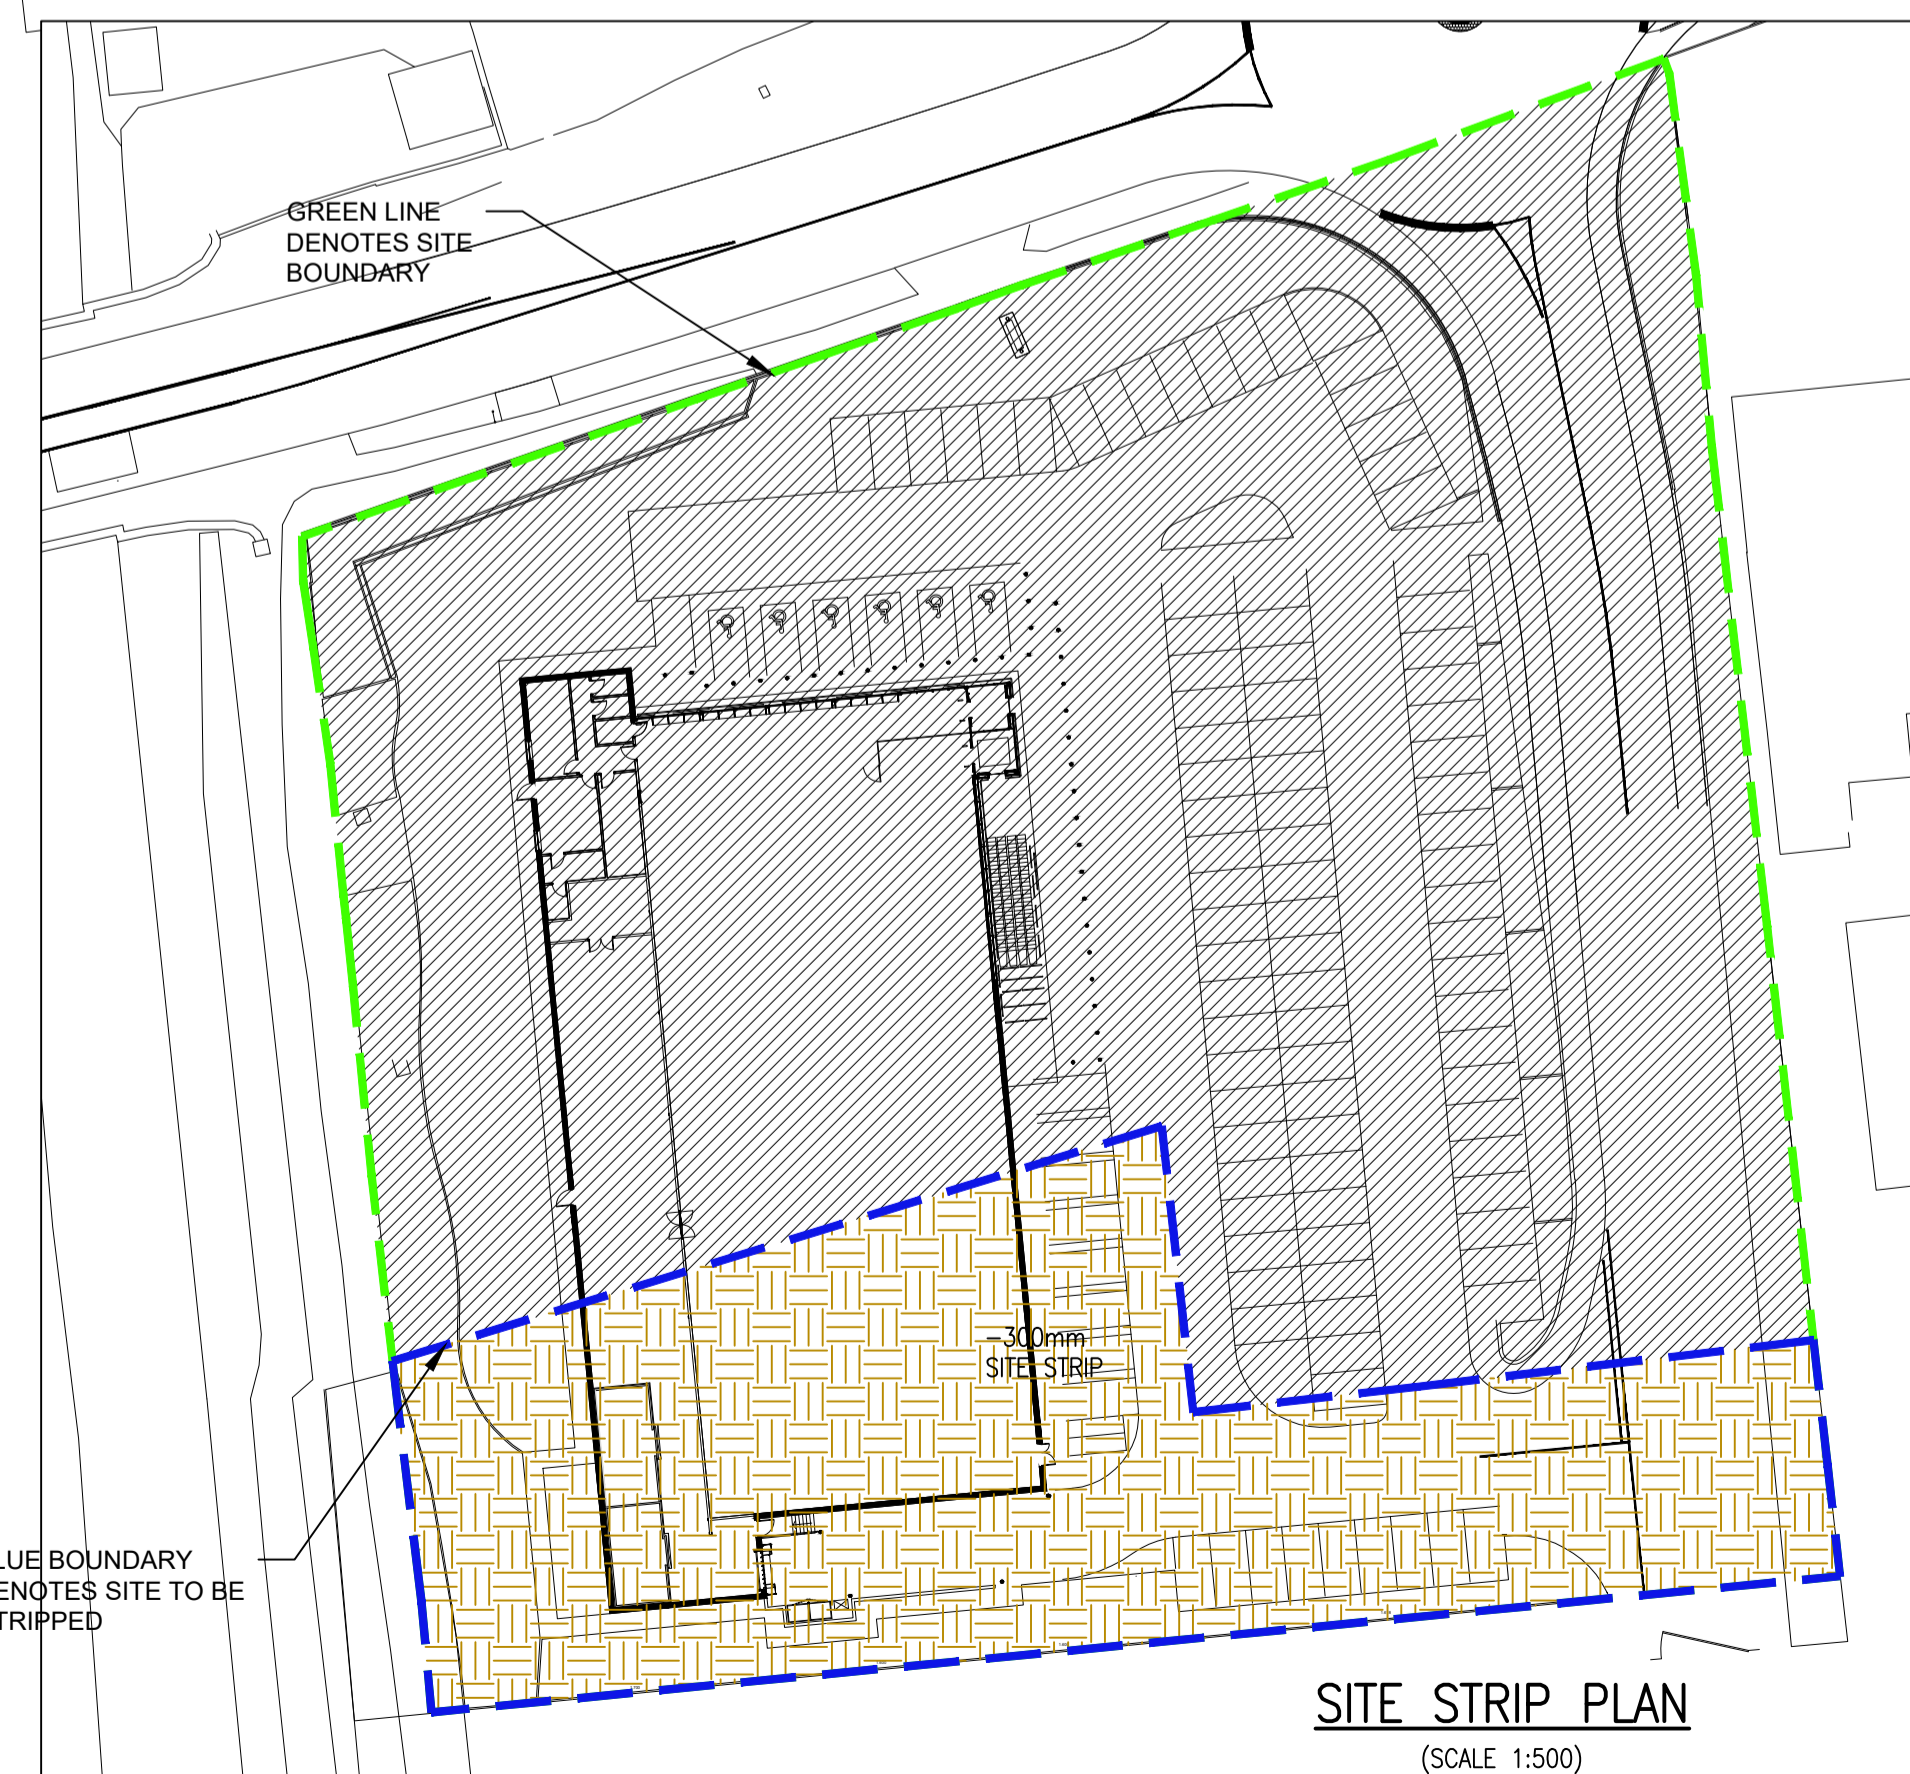 GREEN LINE
DENOTES SITE
BOUNDARY
-300mm
SITE STRIP
LUE BOUNDARY
ENOTES SITE TO BE
TRIPPED
SITE STRIP PLAN
(SCALE 1:500)